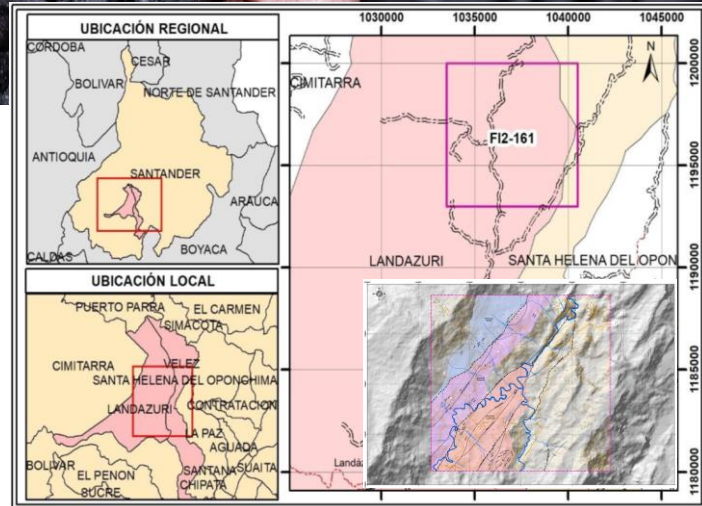 UBICACIÓN REGIONAL
CÓRDOBA
CESAR
BOLIVAR
NORTE DE SANTANDER
ANTIOQUIA
SANTANDER
ARAUCA
CALDAS
BOYACA
UBICACIÓN LOCAL
PUERTO PARRA
EL CARMEN
SIMACOTA
CIMITARRA
VELEZ
SANTA HELENA DEL OPON
CHIMA
LANDAZURI
CONTRATACION
LA PAZ
AGUADA
BOLIVAR
EL PENON
SANTANA
SUAITA
SUCRE
CHIPATA
1030000
1035000
1040000
1045000
CIMITARRA
N
1200000
FI2-161
1195000
LANDAZURI
SANTA HELENA DEL OPON
1190000
1185000
1180000